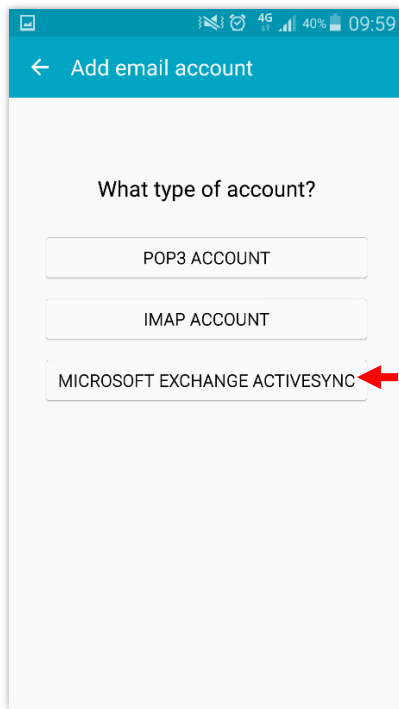 4G 40% 09:59
Add email account
What type of account?
POP3 ACCOUNT
IMAP ACCOUNT
MICROSOFT EXCHANGE ACTIVESYNC